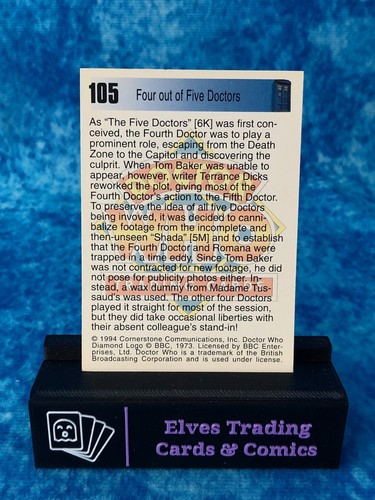 105 Four out of Five Doctors
As "The Five Doctors" [6K] was first con-
ceived, the Fourth Doctor was to play a
prominent role, escaping from the Death
Zone to the Capitol and discovering the
culprit. When Tom Baker was unable to
appear, however, writer Terrance Dicks
reworked the plot, giving most of the
Fourth Doctor's action to the Fifth Doctor.
To preserve the idea of all five Doctors
being invoved, it was decided to canni-
balize footage from the incomplete and
then-unseen "Shada" [5M] and to establish
that the Fourth Doctor and Romana were
trapped in a time eddy. Since Tom Baker
was not contacted for new footage, he did
not pose for publicity photos either. In-
stead, a wax dummy from Madame Tus-
saud's was used. The other four Doctors
played it straight for most of the session,
but they did take occasional liberties with
their absent colleague's stand-in!
© 1994 Cornerstone Communications, Inc. Doctor Who
Diamond Logo © BBC, 1973. Licensed by BBC Enter-
prises, Ltd. Doctor Who is a trademark of the British
Broadcasting Corporation and is used under license.
Elves Trading
Cards & Comics